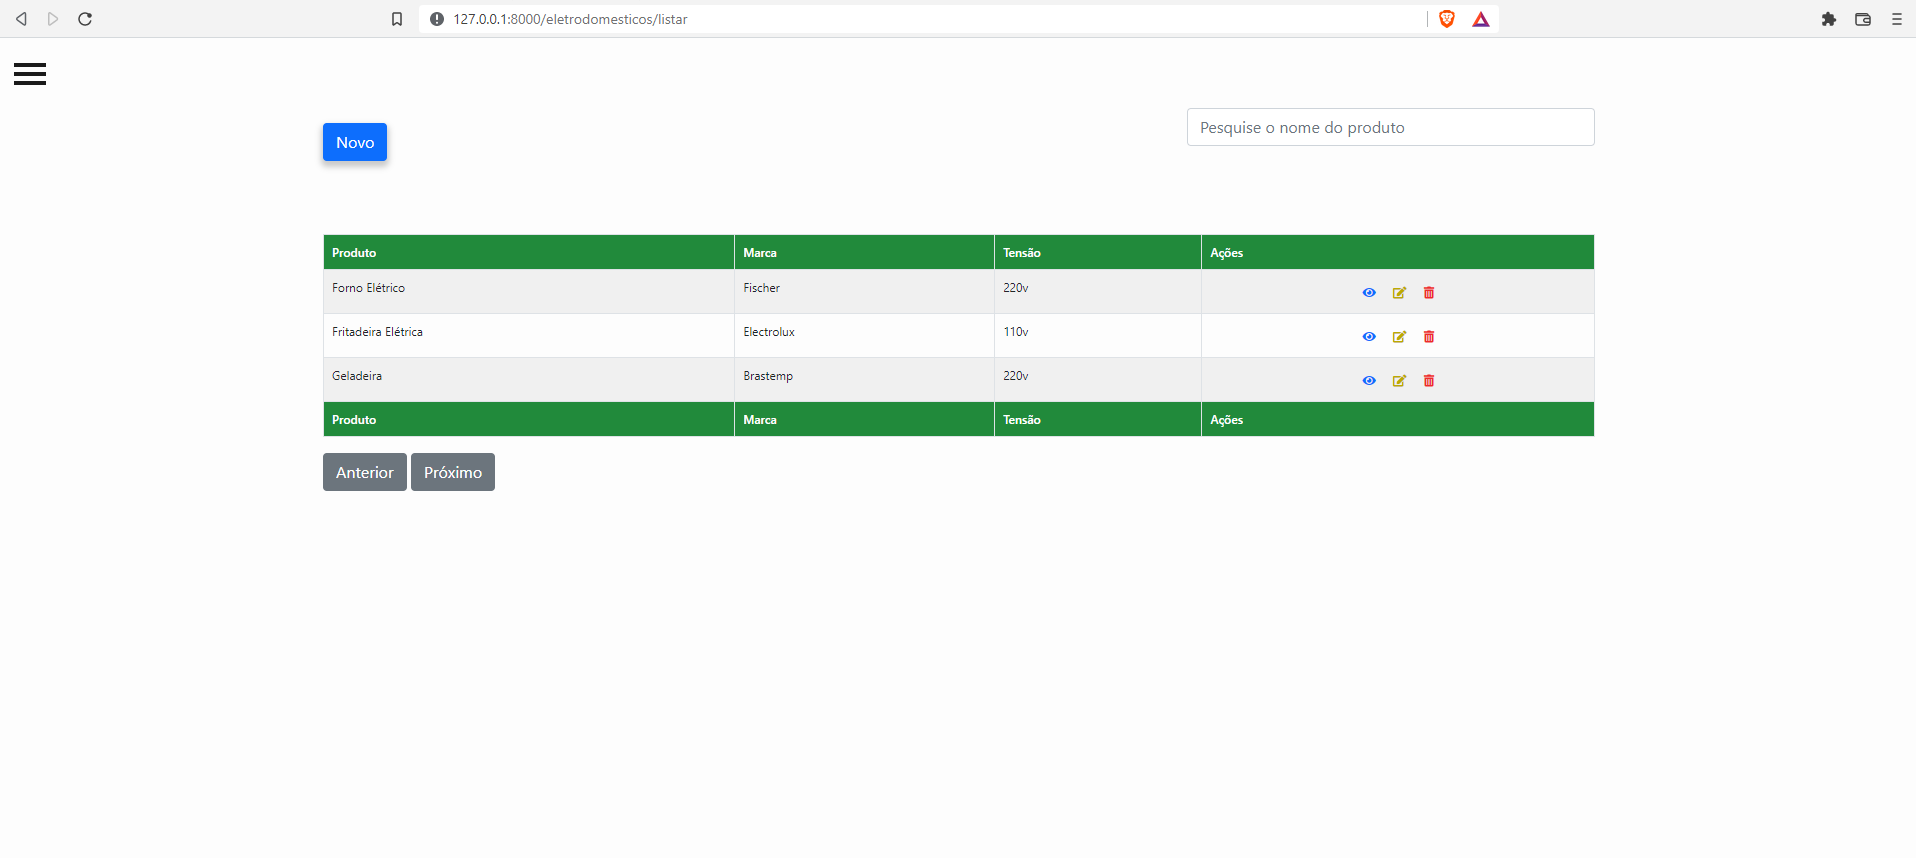 127.0.0.1:8000/eletrodomesticos/listar
Novo
Pesquise o nome do produto
Produto Marca Tensão Ações
Forno Elétrico Fischer 220v
Fritadeira Elétrica Electrolux 110v
Geladeira Brastemp 220v
Produto Marca Tensão Ações
Anterior Próximo